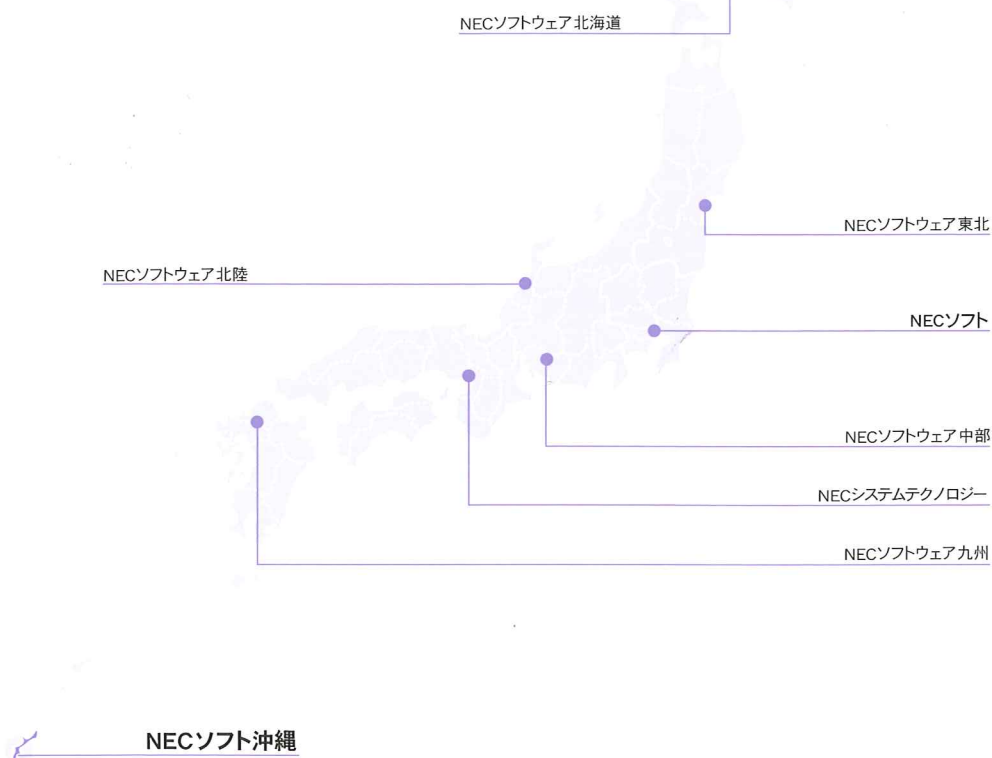 NECソフトウェア北海道
NECソフトウェア東北
NECソフトウェア北陸
NECソフト
NECソフトウェア中部
NECシステムテクノロジー
NECソフトウェア九州
NECソフト沖縄